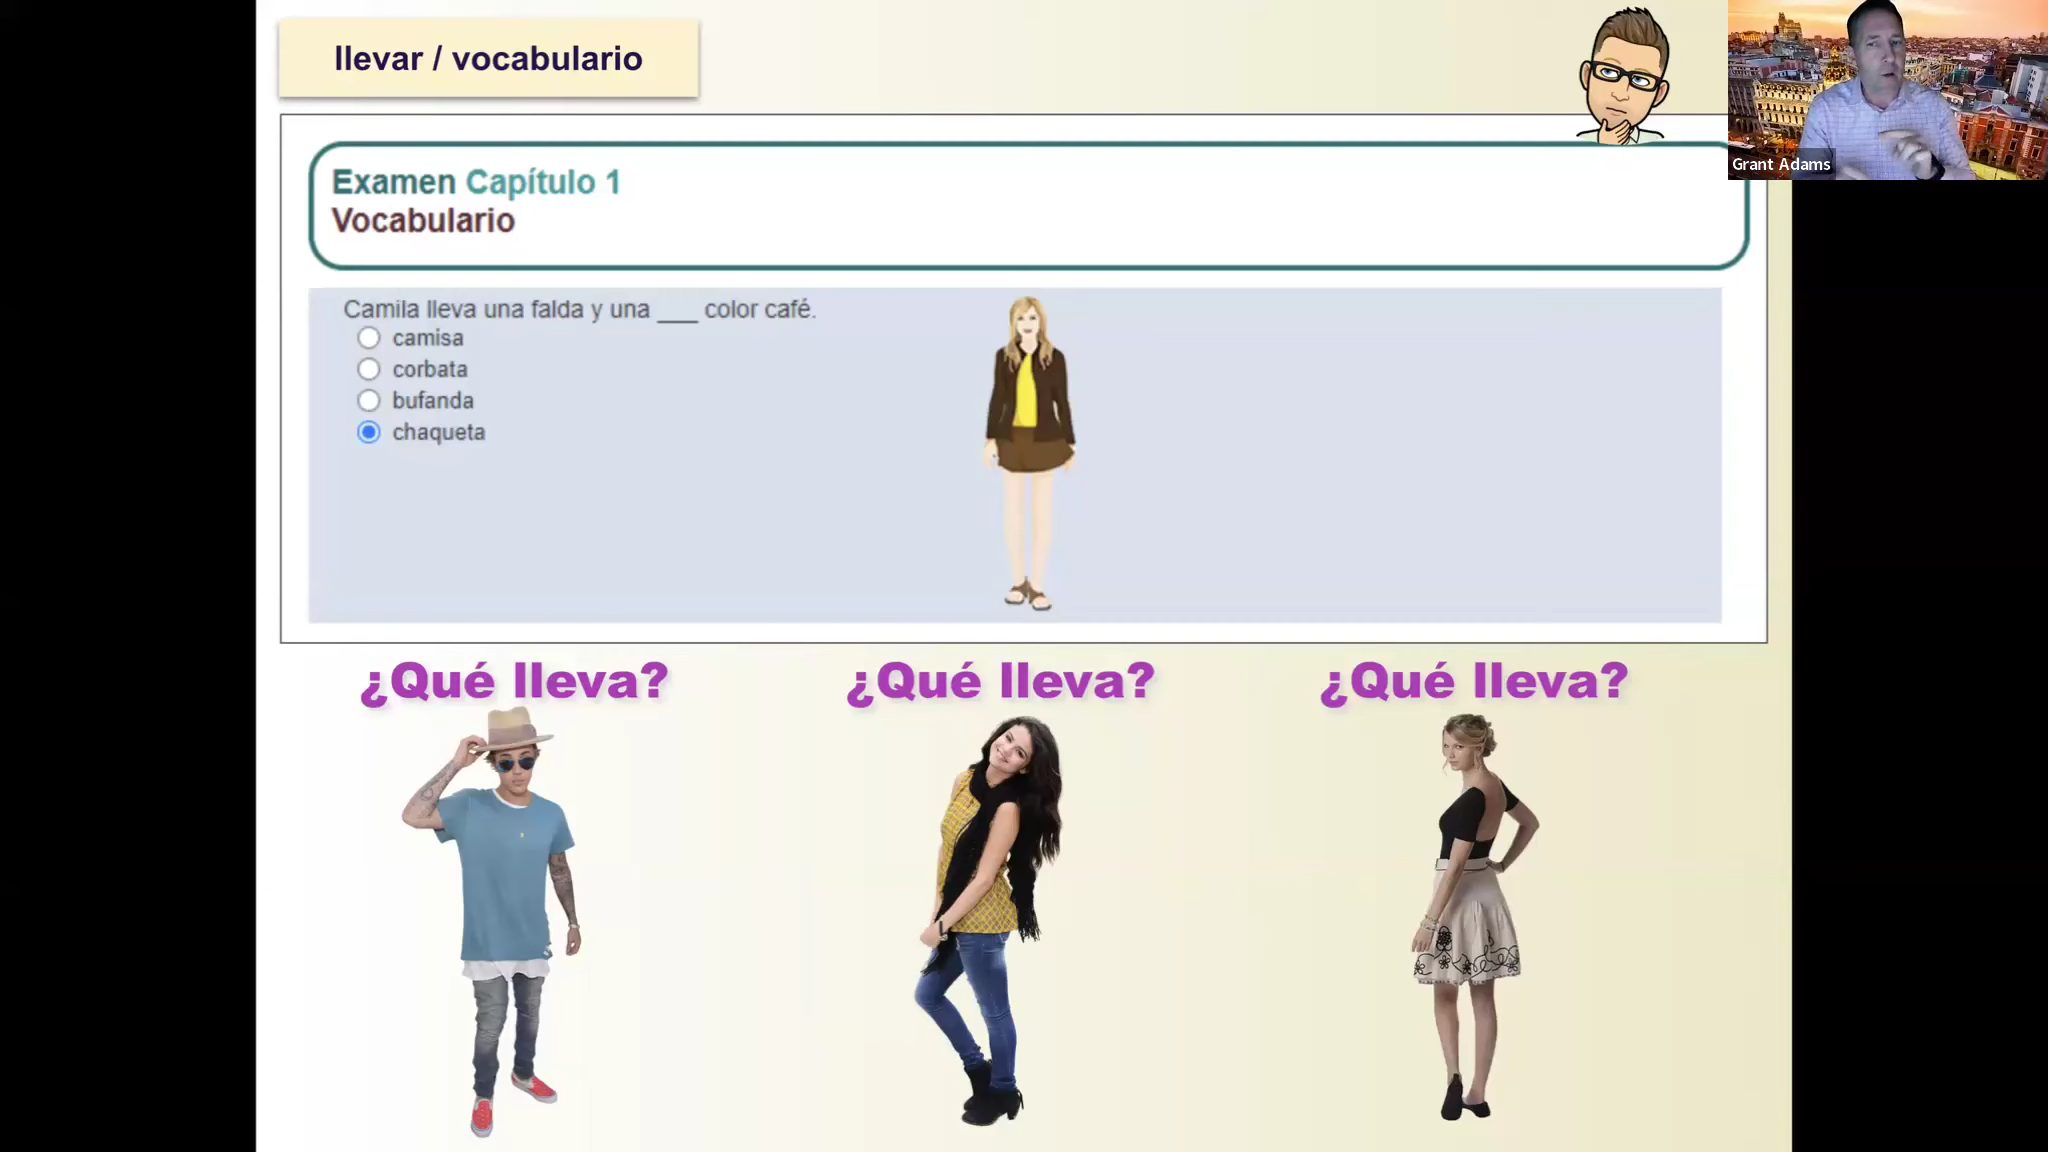 llevar / vocabulario
Grant Adams
Examen Capítulo 1
Vocabulario
Camila lleva una falda y una ___ color café.
camisa
corbata
bufanda
chaqueta
¿Qué lleva?
¿Qué lleva?
¿Qué lleva?